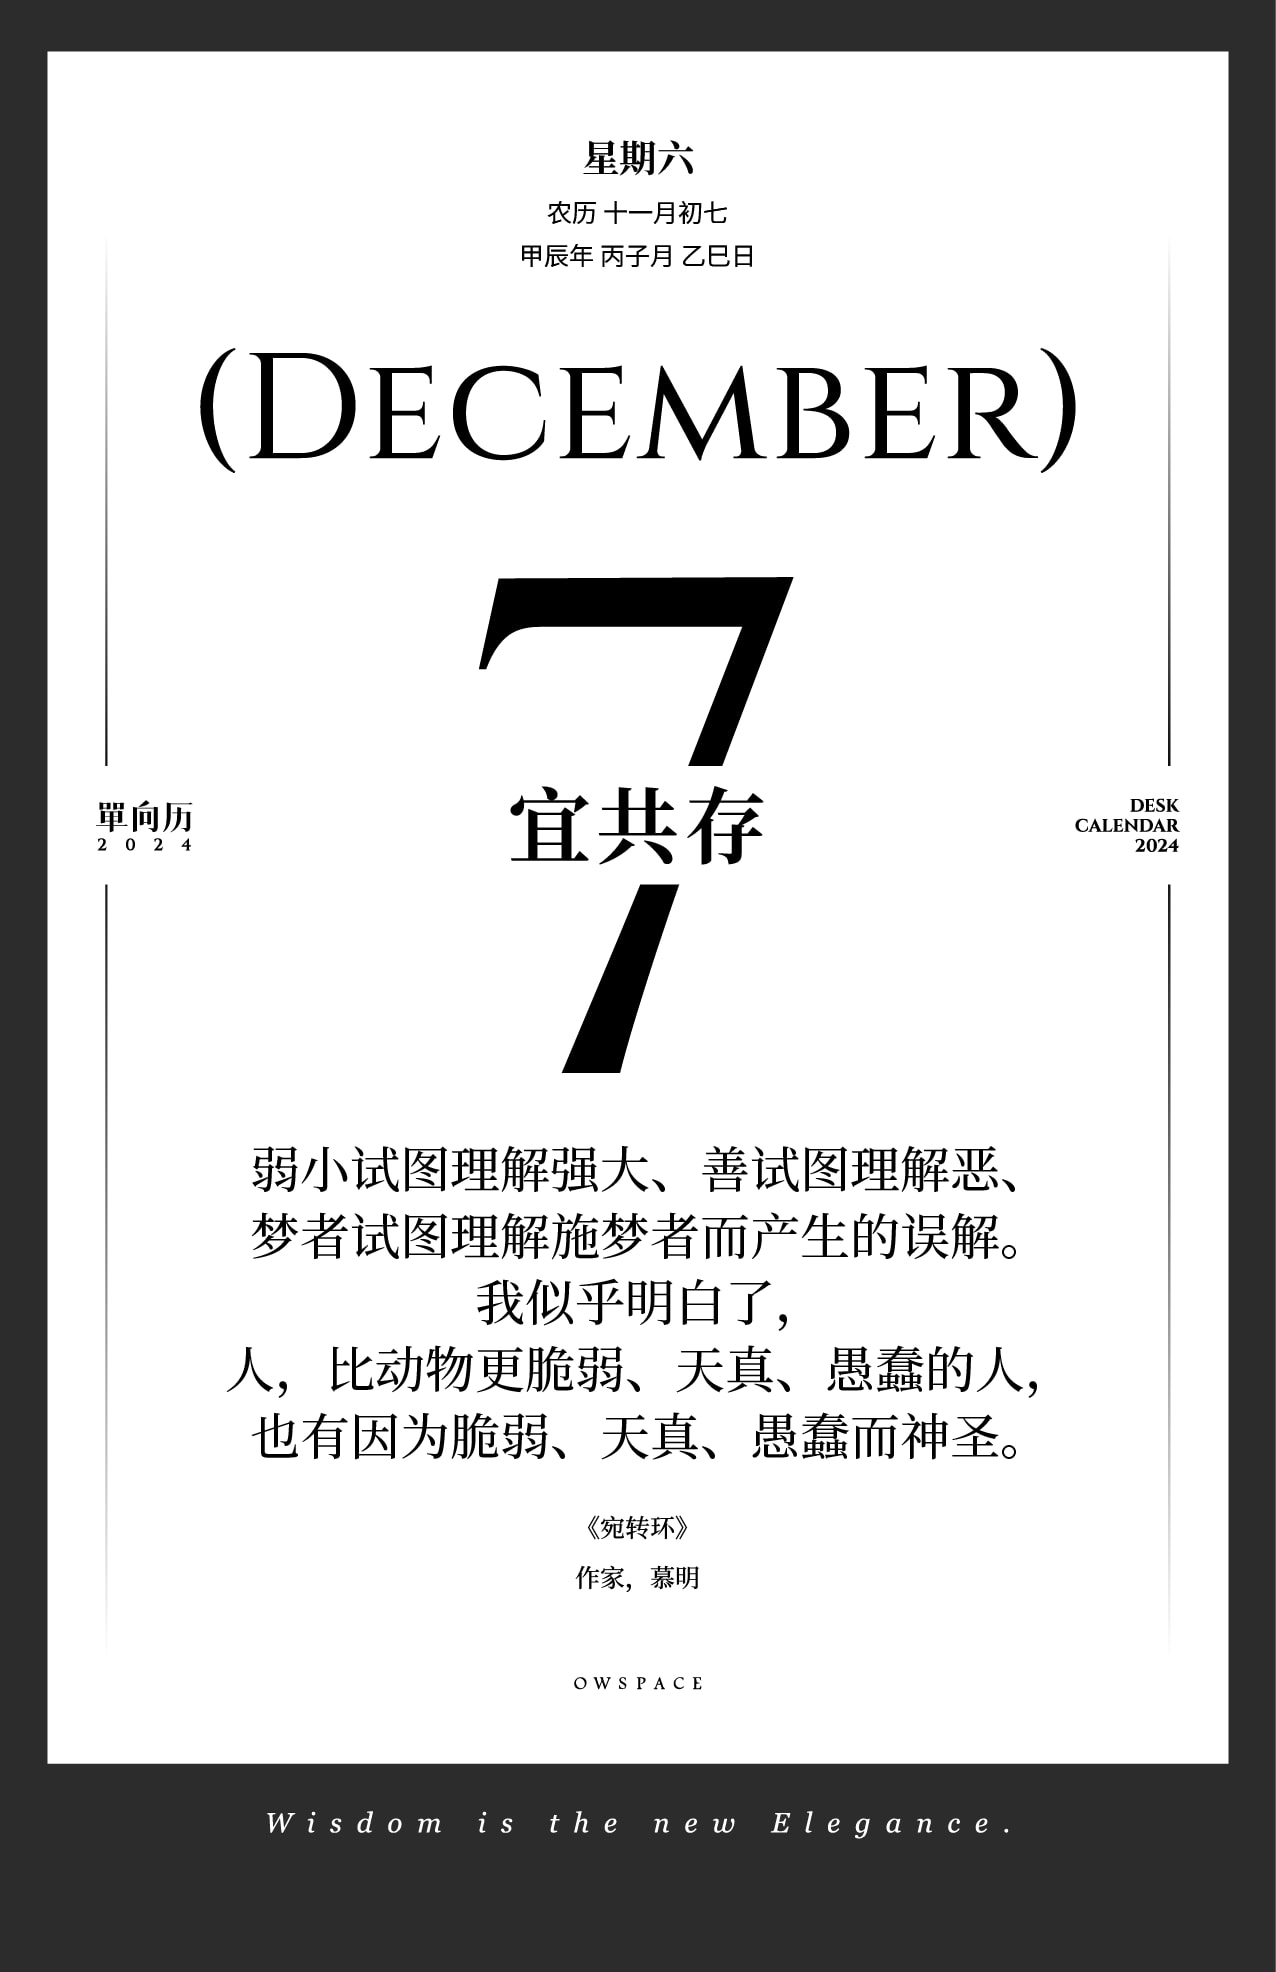 星期六
农历 十一月初七
甲辰年 丙子月 乙巳日
(DECEMBER)
7
宜共存
單向历
2024
DESK
CALENDAR
2024
弱小试图理解强大、善试图理解恶、
梦者试图理解施梦者而产生的误解。
我似乎明白了，
人，比动物更脆弱、天真、愚蠢的人，
也有因为脆弱、天真、愚蠢而神圣。
《宛转环》
作家，慕明
OWSPACE
Wisdom is the new Elegance.